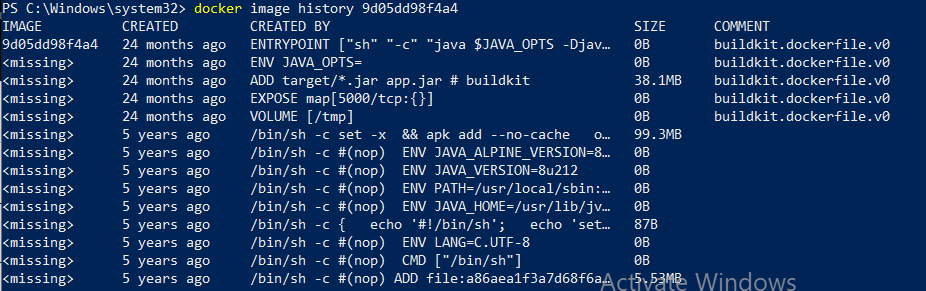 PS C:\Windows\system32> docker image history 9d05dd98f4a4
IMAGE CREATED CREATED BY SIZE COMMENT
9d05dd98f4a4 24 months ago ENTRYPOINT ["sh" "-c" "java $JAVA_OPTS -Djav… 0B buildkit.dockerfile.v0
<missing> 24 months ago ENV JAVA_OPTS= 0B buildkit.dockerfile.v0
<missing> 24 months ago ADD target/*.jar app.jar # buildkit 38.1MB buildkit.dockerfile.v0
<missing> 24 months ago EXPOSE map[5000/tcp:{}] 0B buildkit.dockerfile.v0
<missing> 24 months ago VOLUME [/tmp] 0B buildkit.dockerfile.v0
<missing> 5 years ago /bin/sh -c set -x && apk add --no-cache o… 99.3MB
<missing> 5 years ago /bin/sh -c #(nop) ENV JAVA_ALPINE_VERSION=8… 0B
<missing> 5 years ago /bin/sh -c #(nop) ENV JAVA_VERSION=8u212 0B
<missing> 5 years ago /bin/sh -c #(nop) ENV PATH=/usr/local/sbin:… 0B
<missing> 5 years ago /bin/sh -c #(nop) ENV JAVA_HOME=/usr/lib/jv… 0B
<missing> 5 years ago /bin/sh -c { echo '#!/bin/sh'; echo 'set… 87B
<missing> 5 years ago /bin/sh -c #(nop) ENV LANG=C.UTF-8 0B
<missing> 5 years ago /bin/sh -c #(nop) CMD ["/bin/sh"] 0B
<missing> 5 years ago /bin/sh -c #(nop) ADD file:a86aea1f3a7d68f6a… 5.53MB
Activate Windows